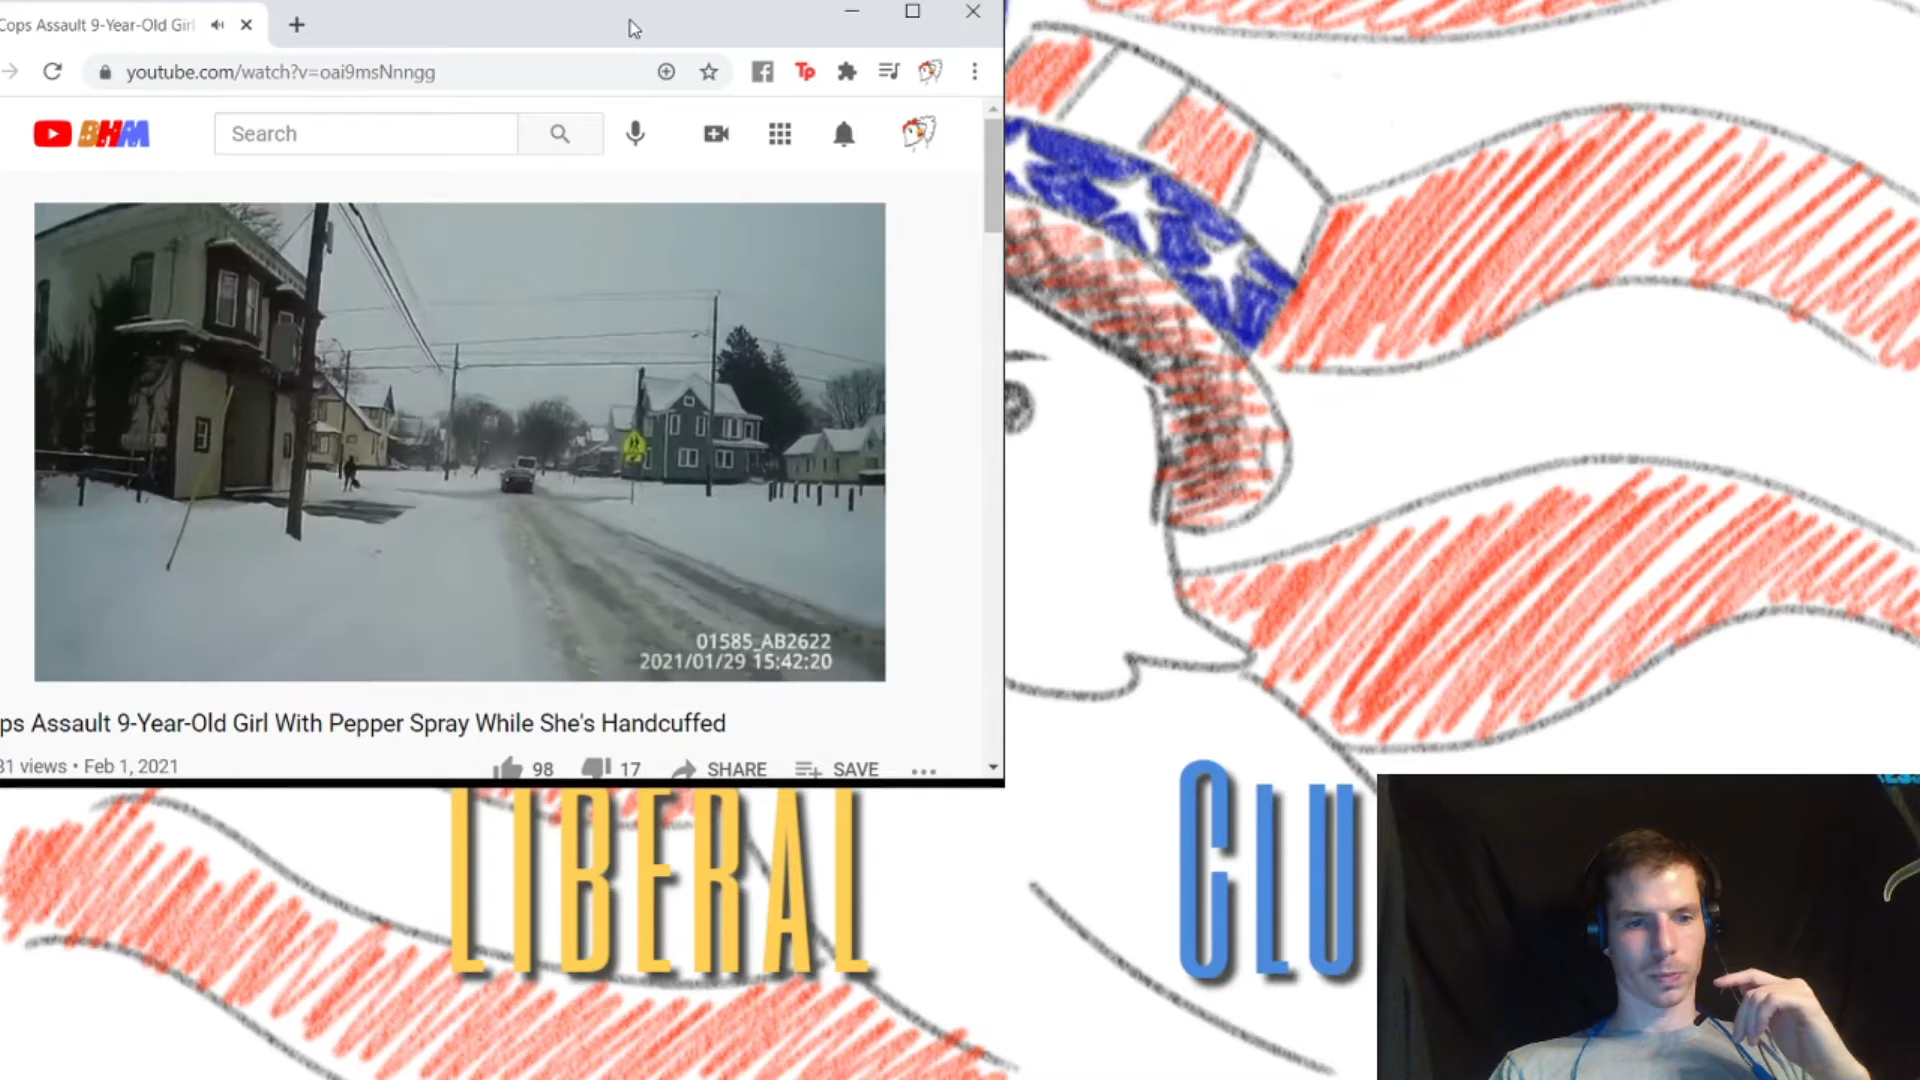 Cops Assault 9-Year-Old Girl
youtube.com/watch?v=oai9msNnngg
Tp
BHM
Search
01585_AB2622
2021/01/29 15:42:20
ps Assault 9-Year-Old Girl With Pepper Spray While She's Handcuffed
31 views • Feb 1, 2021
98
17
SHARE
SAVE
LIBERAL
CLU